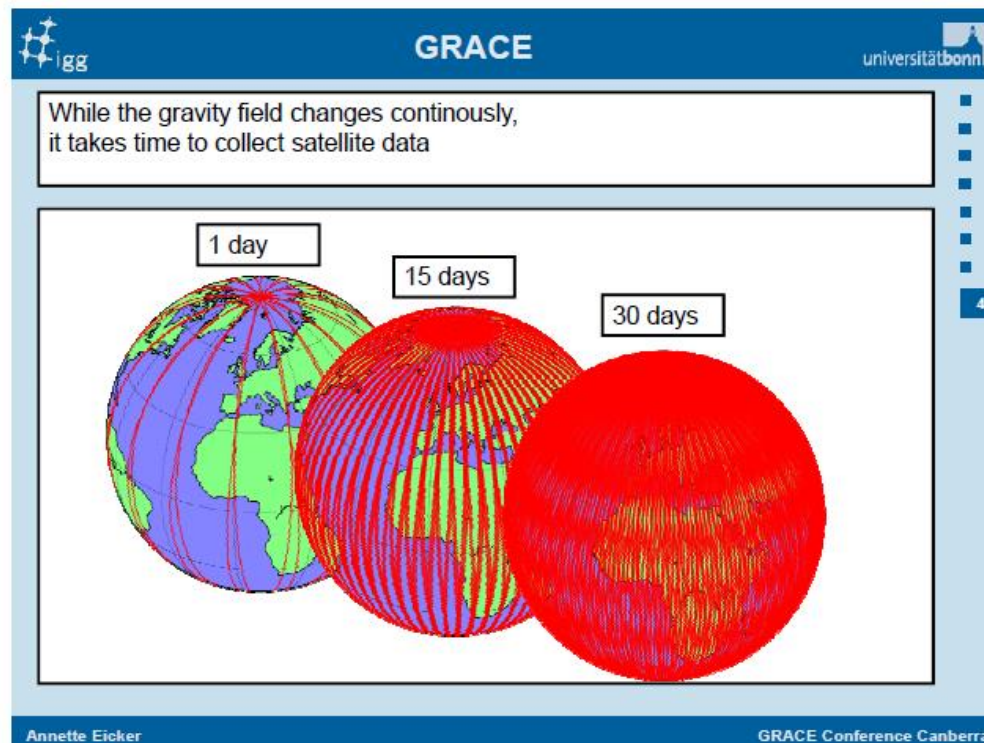 igg
GRACE
universitätbonn
While the gravity field changes continously,
it takes time to collect satellite data
1 day
15 days
30 days
4
Annette Eicker
GRACE Conference Canberra